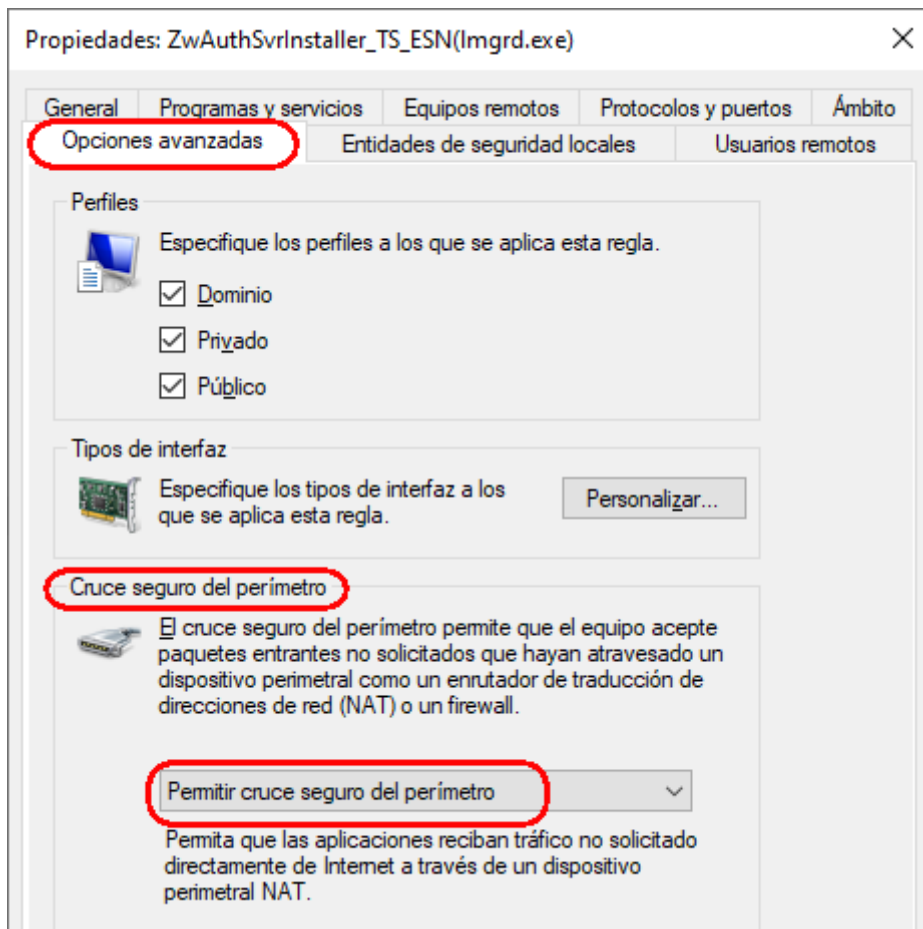 Propiedades: ZwAuthSvrInstaller_TS_ESN(lmgrd.exe)
General Programas y servicios Equipos remotos Protocolos y puertos Ámbito
Opciones avanzadas Entidades de seguridad locales Usuarios remotos
Perfiles
Especifique los perfiles a los que se aplica esta regla.
Dominio
Privado
Público
Tipos de interfaz
Especifique los tipos de interfaz a los
que se aplica esta regla.
Personalizar...
Cruce seguro del perímetro
El cruce seguro del perímetro permite que el equipo acepte
paquetes entrantes no solicitados que hayan atravesado un
dispositivo perimetral como un enrutador de traducción de
direcciones de red (NAT) o un firewall.
Permitir cruce seguro del perímetro
Permita que las aplicaciones reciban tráfico no solicitado
directamente de Internet a través de un dispositivo
perimetral NAT.